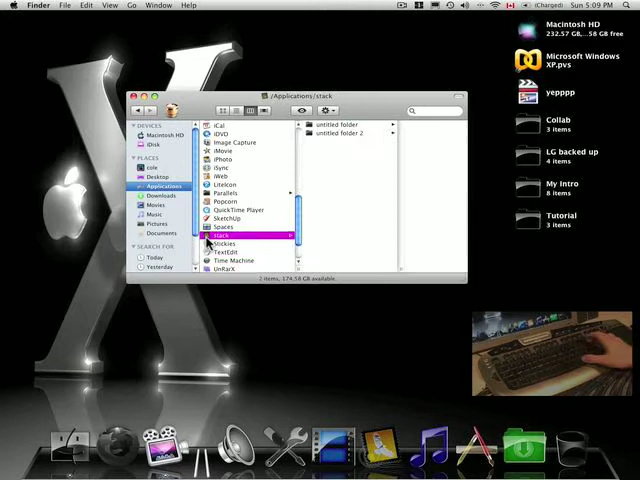 Finder File Edit View Go Window Help
(Charged) Sun 5:09 PM
Macintosh HD
232.57 GB,...58 GB free
Microsoft Windows
XP.pvs
yepppp
Collab
3 items
LG backed up
4 items
My Intro
8 items
Tutorial
3 items
/Applications/stack
DEVICES
Macintosh HD
iDisk
PLACES
cole
Desktop
Applications
Downloads
Movies
Music
Pictures
Documents
SEARCH FOR
Today
Yesterday
iCal
iDVD
Image Capture
iMovie
iPhoto
iSync
iWeb
LiteIcon
Parallels
Popcorn
QuickTime Player
SketchUp
Spaces
stack
Stickies
TextEdit
Time Machine
UnRarX
untitled folder
untitled folder 2
2 items, 174.58 GB available